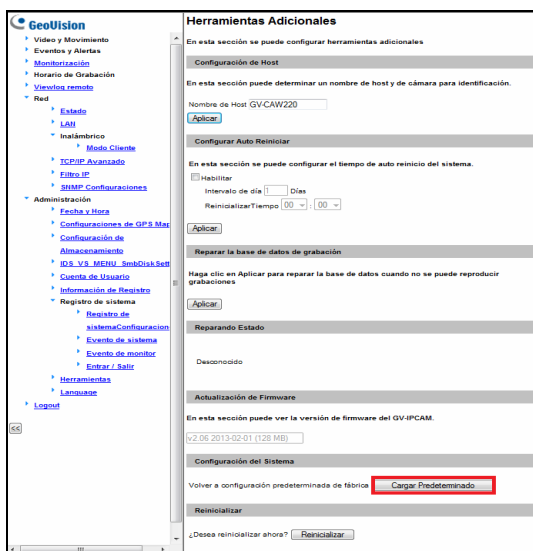 GeoVision
Video y Movimiento
Eventos y Alertas
Monitorización
Horario de Grabación
Viewlog remoto
Red
Estado
LAN
Inalámbrico
Modo Cliente
TCP/IP Avanzado
Filtro IP
SNMP Configuraciones
Administración
Fecha y Hora
Configuraciones de GPS Map
Configuración de
Almacenamiento
IDS_VS_MENU_SmbDiskSett
Cuenta de Usuario
Información de Registro
Registro de sistema
Registro de
sistemaConfiguracion
Evento de sistema
Evento de monitor
Entrar / Salir
Herramientas
Language
Logout
<<
Herramientas Adicionales
En esta sección se puede configurar herramientas adicionales
Configuración de Host
En esta sección puede determinar un nombre de host y de cámara para identificación.
Nombre de Host GV-CAW220
Aplicar
Configurar Auto Reiniciar
En esta sección se puede configurar el tiempo de auto reinicio del sistema.
Habilitar
Intervalo de día 1 Días
ReinicializarTiempo 00 : 00
Aplicar
Reparar la base de datos de grabación
Haga clic en Aplicar para reparar la base de datos cuando no se puede reproducir
grabaciones
Aplicar
Reparando Estado
Desconocido
Actualización de Firmware
En esta sección puede ver la versión de firmware del GV-IPCAM.
v2.06 2013-02-01 (128 MB)
Configuración del Sistema
Volver a configuración predeterminada de fábrica Cargar Predeterminado
Reinicializar
¿Desea reinicializar ahora? Reinicializar